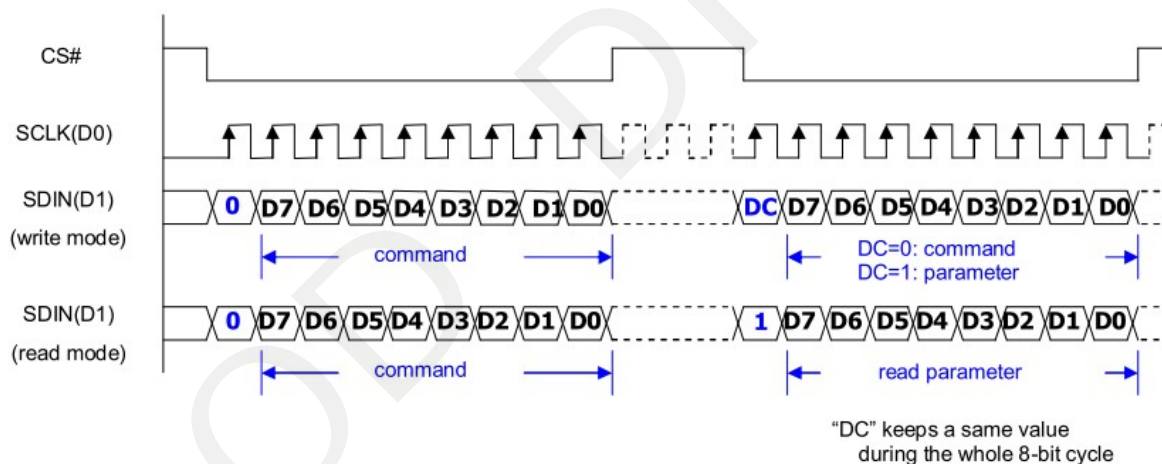 CS#
SCLK(D0)
SDIN(D1)
(write mode)
0 D7 D6 D5 D4 D3 D2 D1 D0
DC D7 D6 D5 D4 D3 D2 D1 D0
command
DC=0: command
DC=1: parameter
SDIN(D1)
(read mode)
0 D7 D6 D5 D4 D3 D2 D1 D0
1 D7 D6 D5 D4 D3 D2 D1 D0
command
read parameter
“DC” keeps a same value
during the whole 8-bit cycle